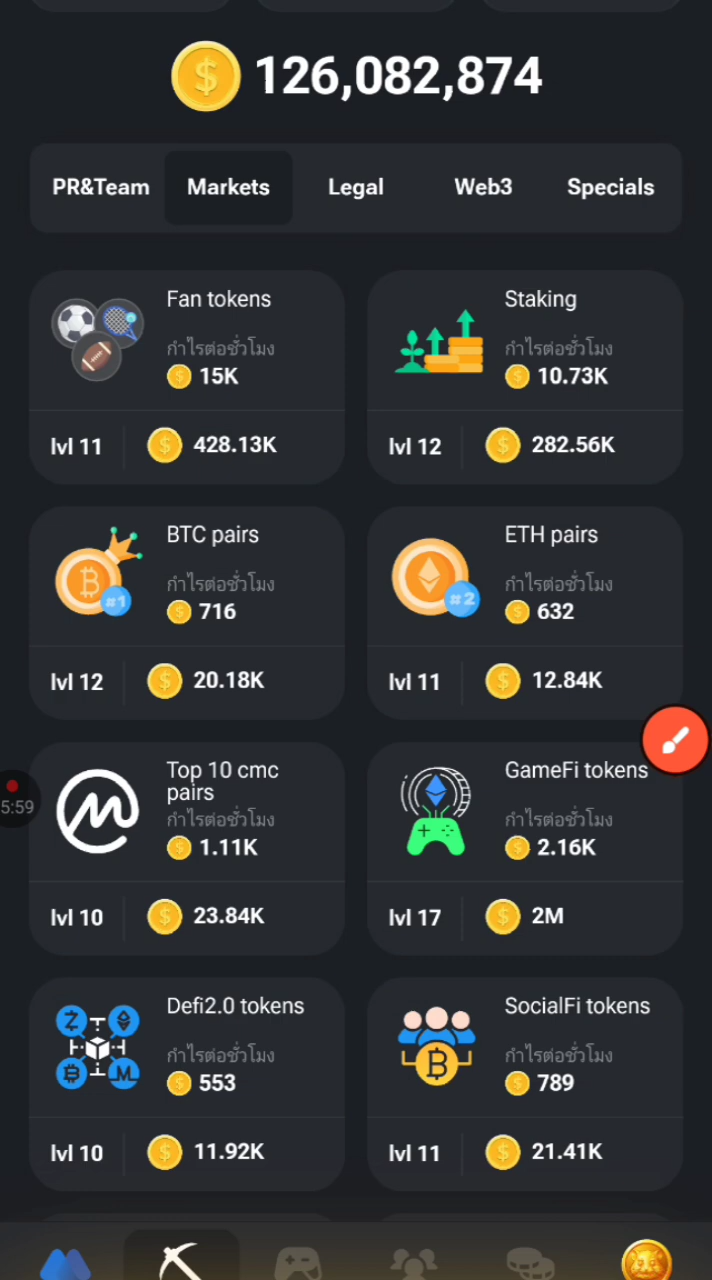 126,082,874
PR&Team Markets Legal Web3 Specials
Fan tokens
กำไรต่อชั่วโมง
15K
lvl 11 428.13K
Staking
กำไรต่อชั่วโมง
10.73K
lvl 12 282.56K
BTC pairs
#1
กำไรต่อชั่วโมง
716
lvl 12 20.18K
ETH pairs
#2
กำไรต่อชั่วโมง
632
lvl 11 12.84K
Top 10 cmc
pairs
กำไรต่อชั่วโมง
1.11K
lvl 10 23.84K
GameFi tokens
กำไรต่อชั่วโมง
2.16K
lvl 17 2M
5:59
Defi2.0 tokens
กำไรต่อชั่วโมง
553
lvl 10 11.92K
SocialFi tokens
กำไรต่อชั่วโมง
789
lvl 11 21.41K